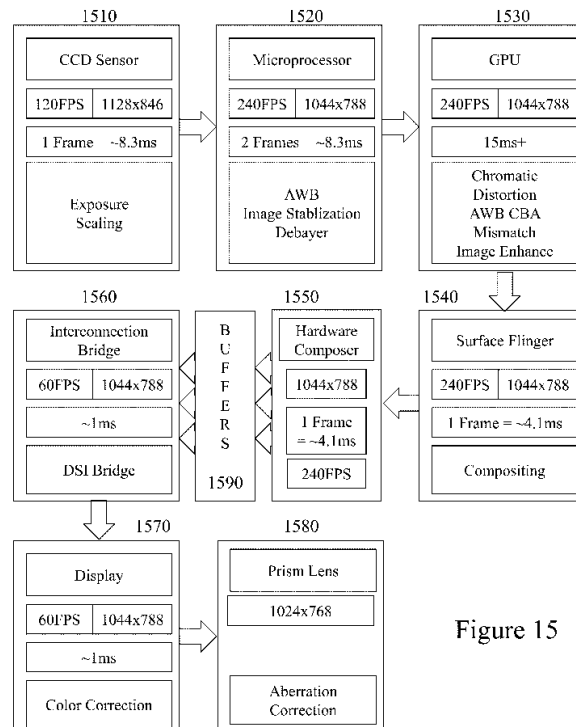 1510
CCD Sensor
120FPS 1128x846
1 Frame ~8.3ms
Exposure
Scaling
1520
Microprocessor
240FPS 1044x788
2 Frames ~8.3ms
AWB
Image Stablization
Debayer
1530
GPU
240FPS 1044x788
15ms+
Chromatic
Distortion
AWB CBA
Mismatch
Image Enhance
1540
Surface Flinger
240FPS 1044x788
1 Frame = ~4.1ms
Compositing
1550
Hardware
Composer
1044x788
1 Frame
= ~4.1ms
240FPS
BUFFERS
1590
1560
Interconnection
Bridge
60FPS 1044x788
~1ms
DSI Bridge
1570
Display
60FPS 1044x788
~1ms
Color Correction
1580
Prism Lens
1024x768
Aberration
Correction
Figure 15